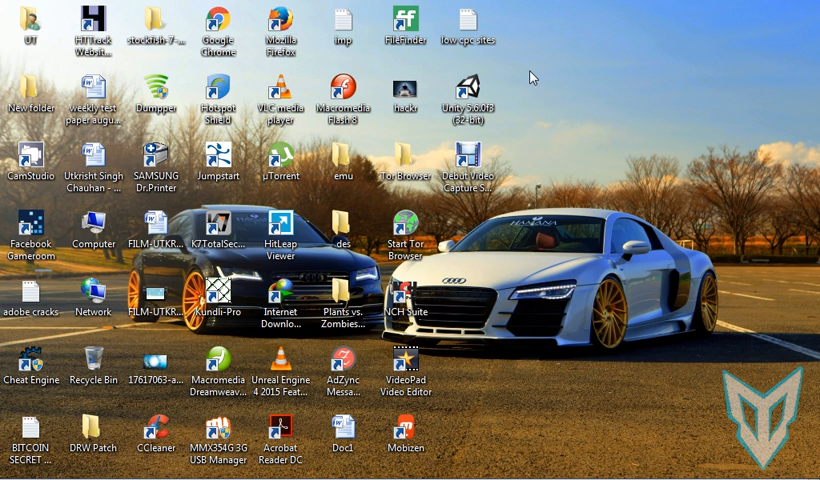 UT
HTTrack
Websit...
stockfish-7-...
Google
Chrome
Mozilla
Firefox
imp
FileFinder
low cpc sites
New folder
weekly test
paper,augu...
Dumpper
Hotspot
Shield
VLC media
player
Macromedia
Flash 8
hackr
Unity 5.6.0f3
(32-bit)
CamStudio
Utkrisht Singh
Chauhan - ...
SAMSUNG
Dr.Printer
Jumpstart
µTorrent
emu
Tor Browser
Debut Video
Capture S...
Facebook
Gameroom
Computer
FILM-UTKR...
K7TotalSec...
HitLeap
Viewer
des
Start Tor
Browser
HAMANA
adobe cracks
Network
FILM-UTKR...
Kundli-Pro
Internet
Downlo...
Plants vs.
Zombies...
NCH Suite
Cheat Engine
Recycle Bin
17617063-a...
Macromedia
Dreamweav...
Unreal Engine
4 2015 Feat...
AdZync
Messa...
VideoPad
Video Editor
BITCOIN
SECRET ...
DRW Patch
CCleaner
MMX354G 3G
USB Manager
Acrobat
Reader DC
Doc1
Mobizen